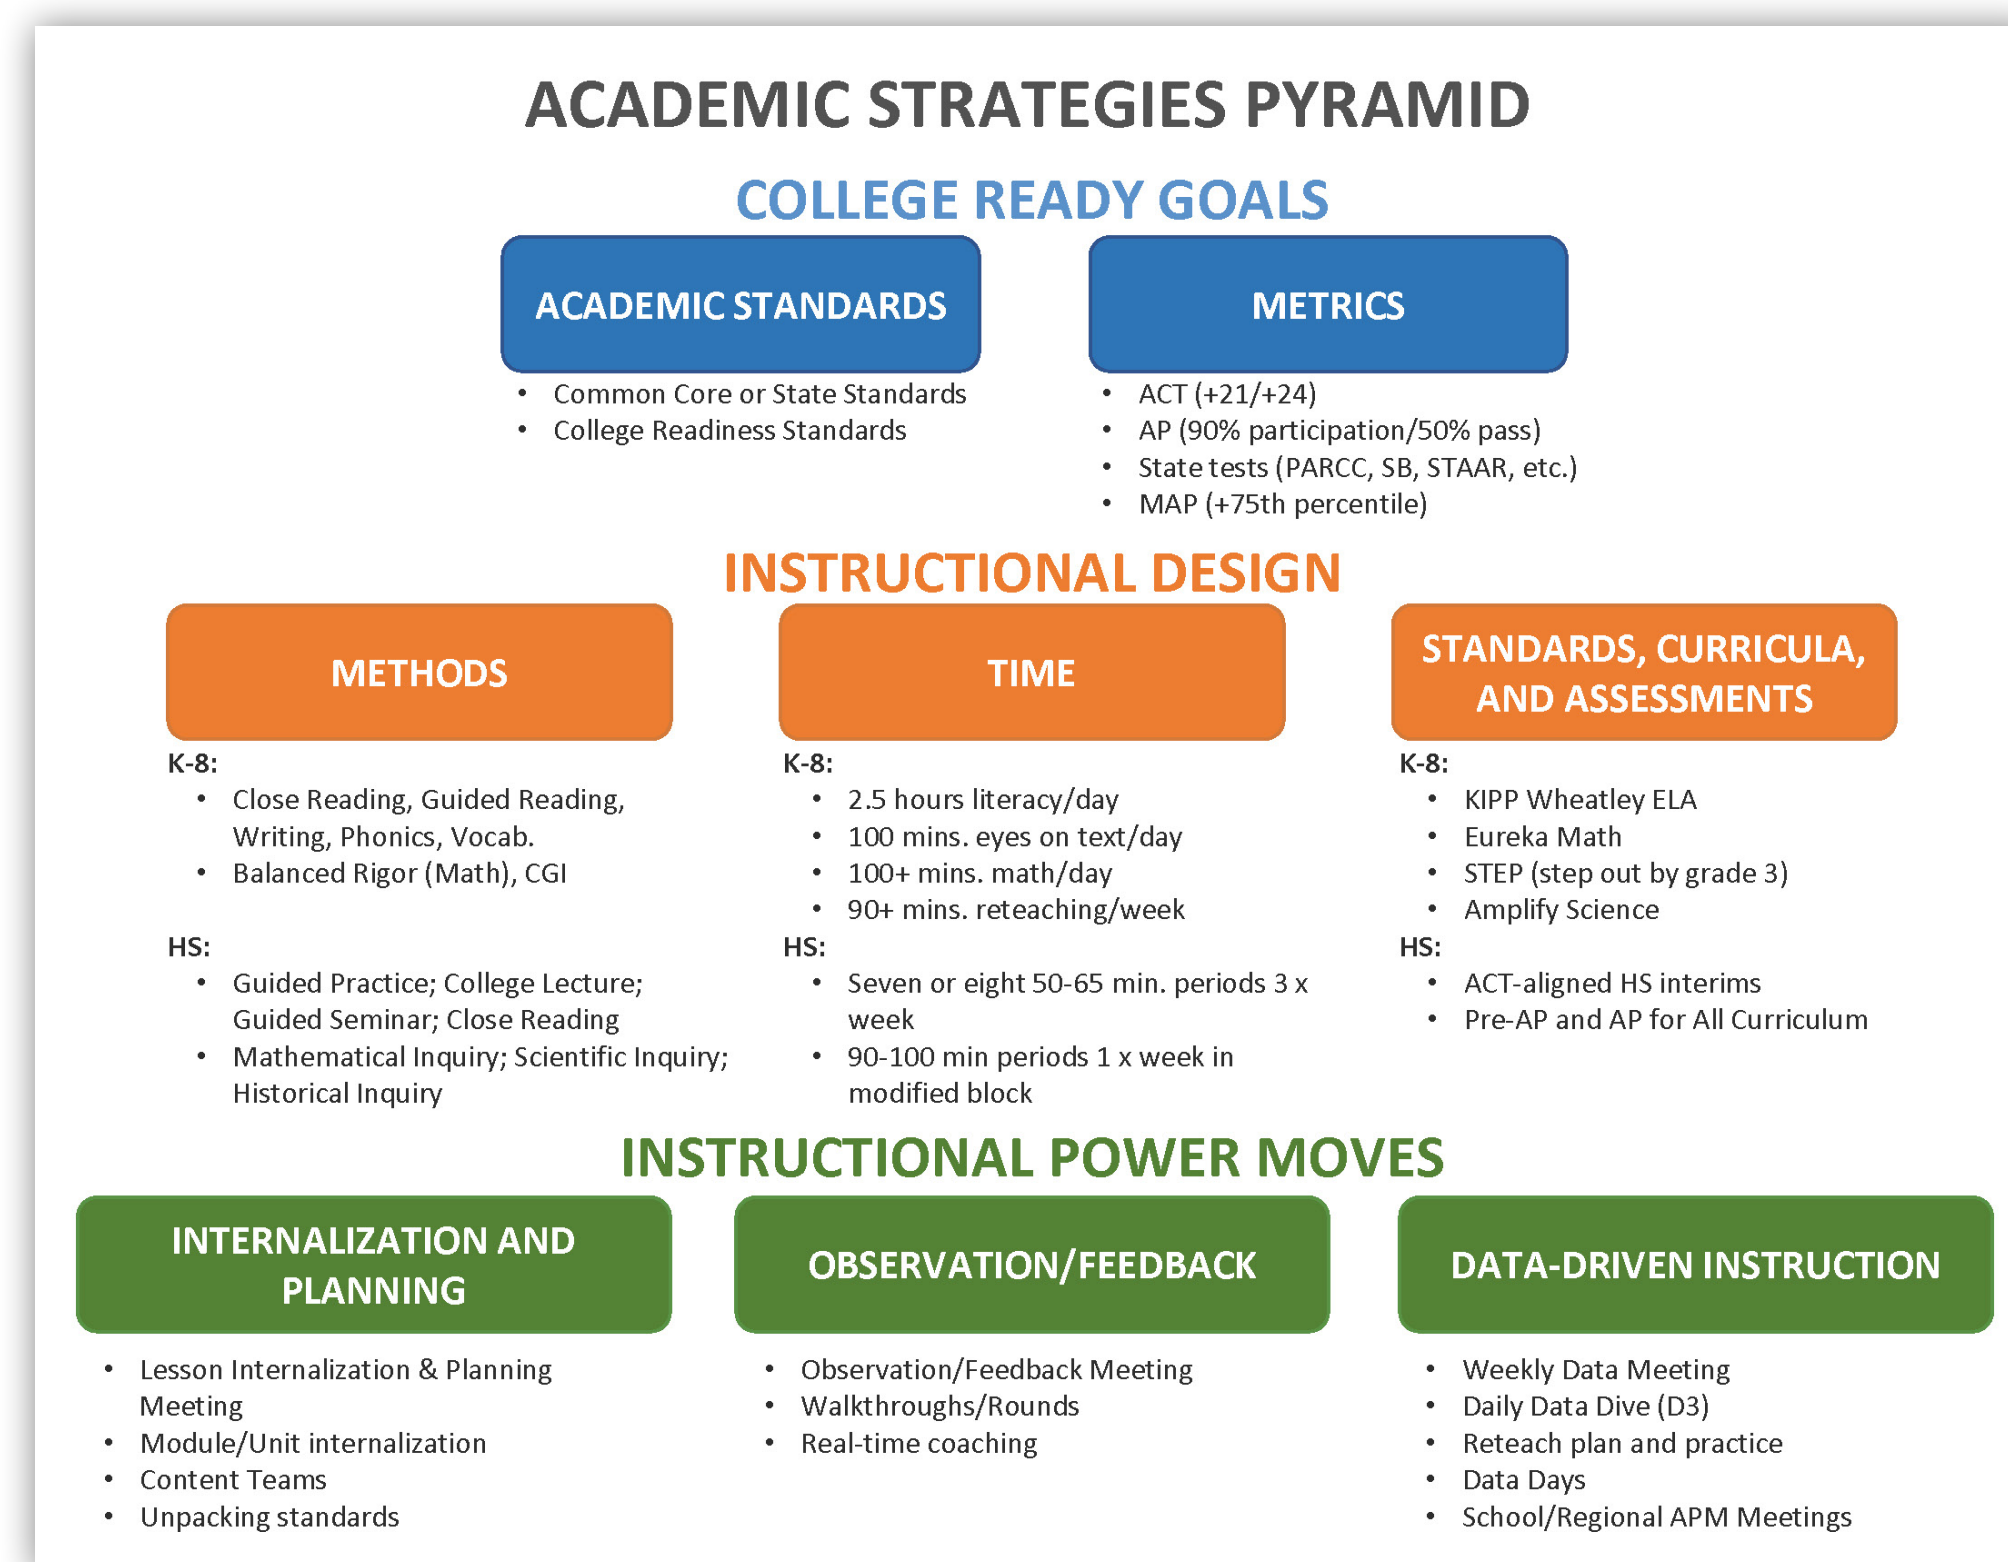 ACADEMIC STRATEGIES PYRAMID
COLLEGE READY GOALS
ACADEMIC STANDARDS
• Common Core or State Standards
• College Readiness Standards
METRICS
• ACT (+21/+24)
• AP (90% participation/50% pass)
• State tests (PARCC, SB, STAAR, etc.)
• MAP (+75th percentile)
INSTRUCTIONAL DESIGN
METHODS
K-8:
• Close Reading, Guided Reading,
Writing, Phonics, Vocab.
• Balanced Rigor (Math), CGI
HS:
• Guided Practice; College Lecture;
Guided Seminar; Close Reading
• Mathematical Inquiry; Scientific Inquiry;
Historical Inquiry
TIME
K-8:
• 2.5 hours literacy/day
• 100 mins. eyes on text/day
• 100+ mins. math/day
• 90+ mins. reteaching/week
HS:
• Seven or eight 50-65 min. periods 3 x
week
• 90-100 min periods 1 x week in
modified block
STANDARDS, CURRICULA,
AND ASSESSMENTS
K-8:
• KIPP Wheatley ELA
• Eureka Math
• STEP (step out by grade 3)
• Amplify Science
HS:
• ACT-aligned HS interims
• Pre-AP and AP for All Curriculum
INSTRUCTIONAL POWER MOVES
INTERNALIZATION AND
PLANNING
• Lesson Internalization & Planning
Meeting
• Module/Unit internalization
• Content Teams
• Unpacking standards
OBSERVATION/FEEDBACK
• Observation/Feedback Meeting
• Walkthroughs/Rounds
• Real-time coaching
DATA-DRIVEN INSTRUCTION
• Weekly Data Meeting
• Daily Data Dive (D3)
• Reteach plan and practice
• Data Days
• School/Regional APM Meetings